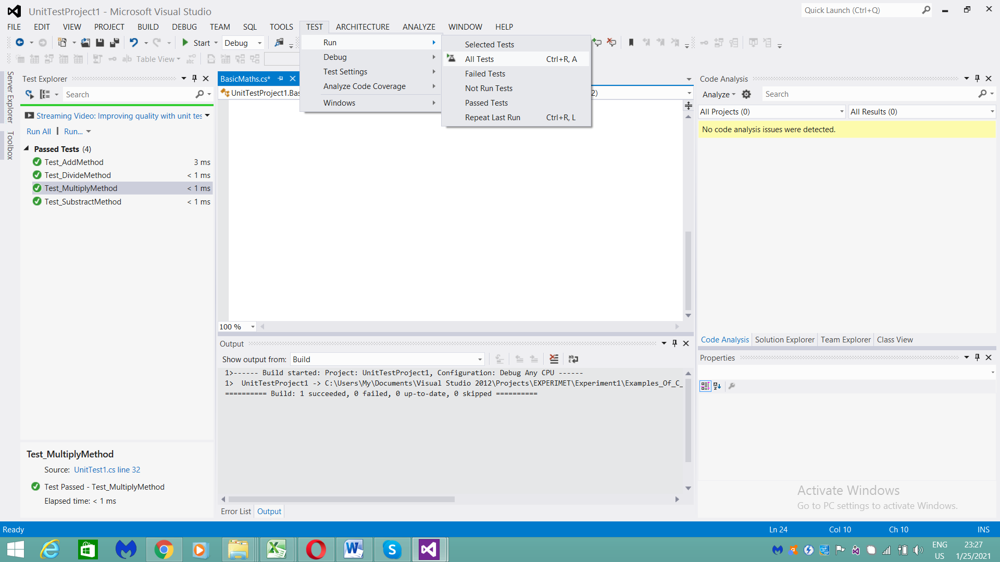 UnitTestProject1 - Microsoft Visual Studio
Quick Launch (Ctrl+Q)
FILE EDIT VIEW PROJECT BUILD DEBUG TEAM SQL TOOLS TEST ARCHITECTURE ANALYZE WINDOW HELP
Start Debug
Table View
Run
Debug
Test Settings
Analyze Code Coverage
Windows
Selected Tests
All Tests Ctrl+R, A
Failed Tests
Not Run Tests
Passed Tests
Repeat Last Run Ctrl+R, L
Server Explorer
Toolbox
Test Explorer
Search
Streaming Video: Improving quality with unit tes
Run All Run...
Passed Tests (4)
Test_AddMethod 3 ms
Test_DivideMethod < 1 ms
Test_MultiplyMethod < 1 ms
Test_SubstractMethod < 1 ms
Test_MultiplyMethod
Source: UnitTest1.cs line 32
Test Passed - Test_MultiplyMethod
Elapsed time: < 1 ms
BasicMaths.cs*
UnitTestProject1.Bas
2)
100 %
Output
Show output from: Build
1>------ Build started: Project: UnitTestProject1, Configuration: Debug Any CPU ------
1> UnitTestProject1 -> C:\Users\My\Documents\Visual Studio 2012\Projects\EXPERIMET\Experiment1\Examples_Of_C_
========== Build: 1 succeeded, 0 failed, 0 up-to-date, 0 skipped ==========
Error List Output
Code Analysis
Analyze Search
All Projects (0) All Results (0)
No code analysis issues were detected.
Code Analysis Solution Explorer Team Explorer Class View
Properties
Activate Windows
Go to PC settings to activate Windows.
Ready Ln 24 Col 10 Ch 10 INS
ENG
US
23:27
1/25/2021